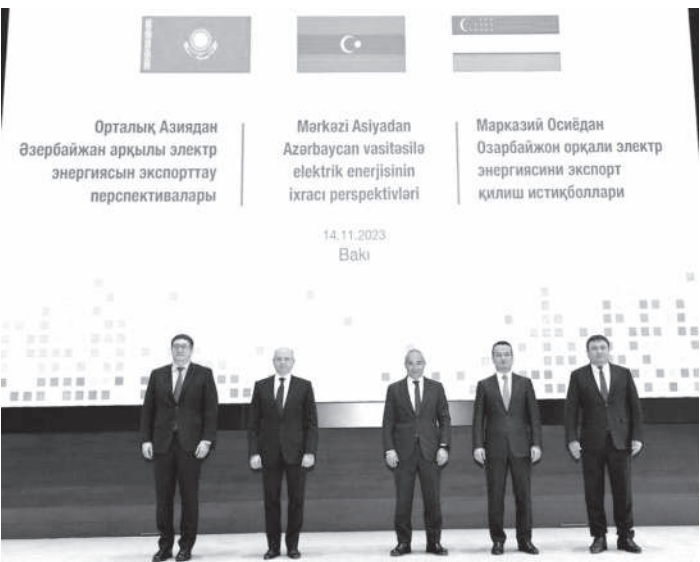 Орталық Азиядан
Әзербайжан арқылы электр
энергиясын экспорттау
перспективалары
Mərkəzi Asiyadan
Azərbaycan vasitəsilə
elektrik enerjisinin
ixracı perspektivləri
Марказий Осиёдан
Озарбайжон орқали электр
энергиясини экспорт
қилиш истиқболлари
14.11.2023
Bakı